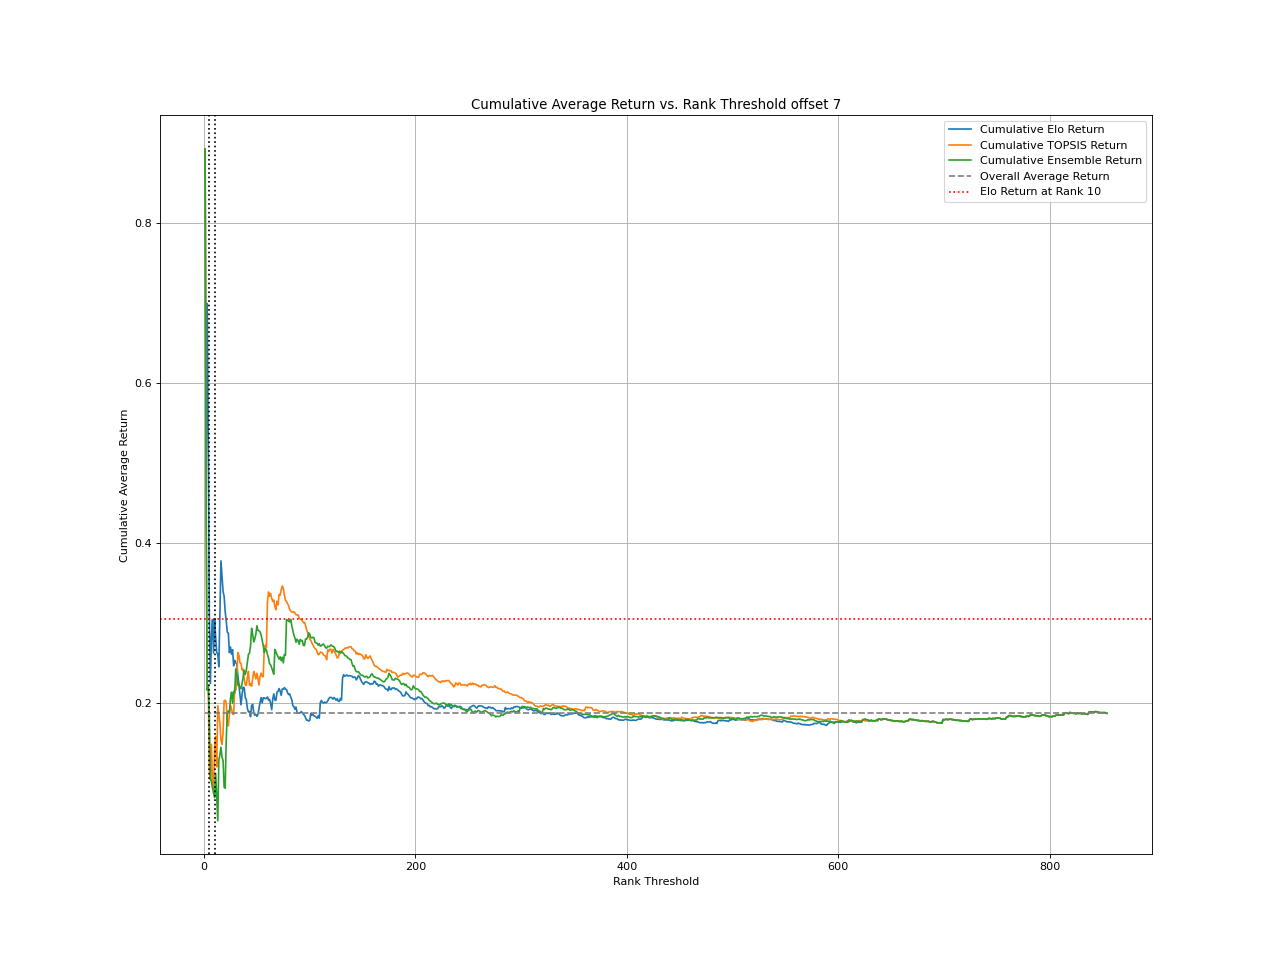 Cumulative Average Return vs. Rank Threshold offset 7
Cumulative Elo Return
Cumulative TOPSIS Return
Cumulative Ensemble Return
Overall Average Return
Elo Return at Rank 10
Cumulative Average Return
0.8
0.6
0.4
0.2
0
200
400
600
800
Rank Threshold